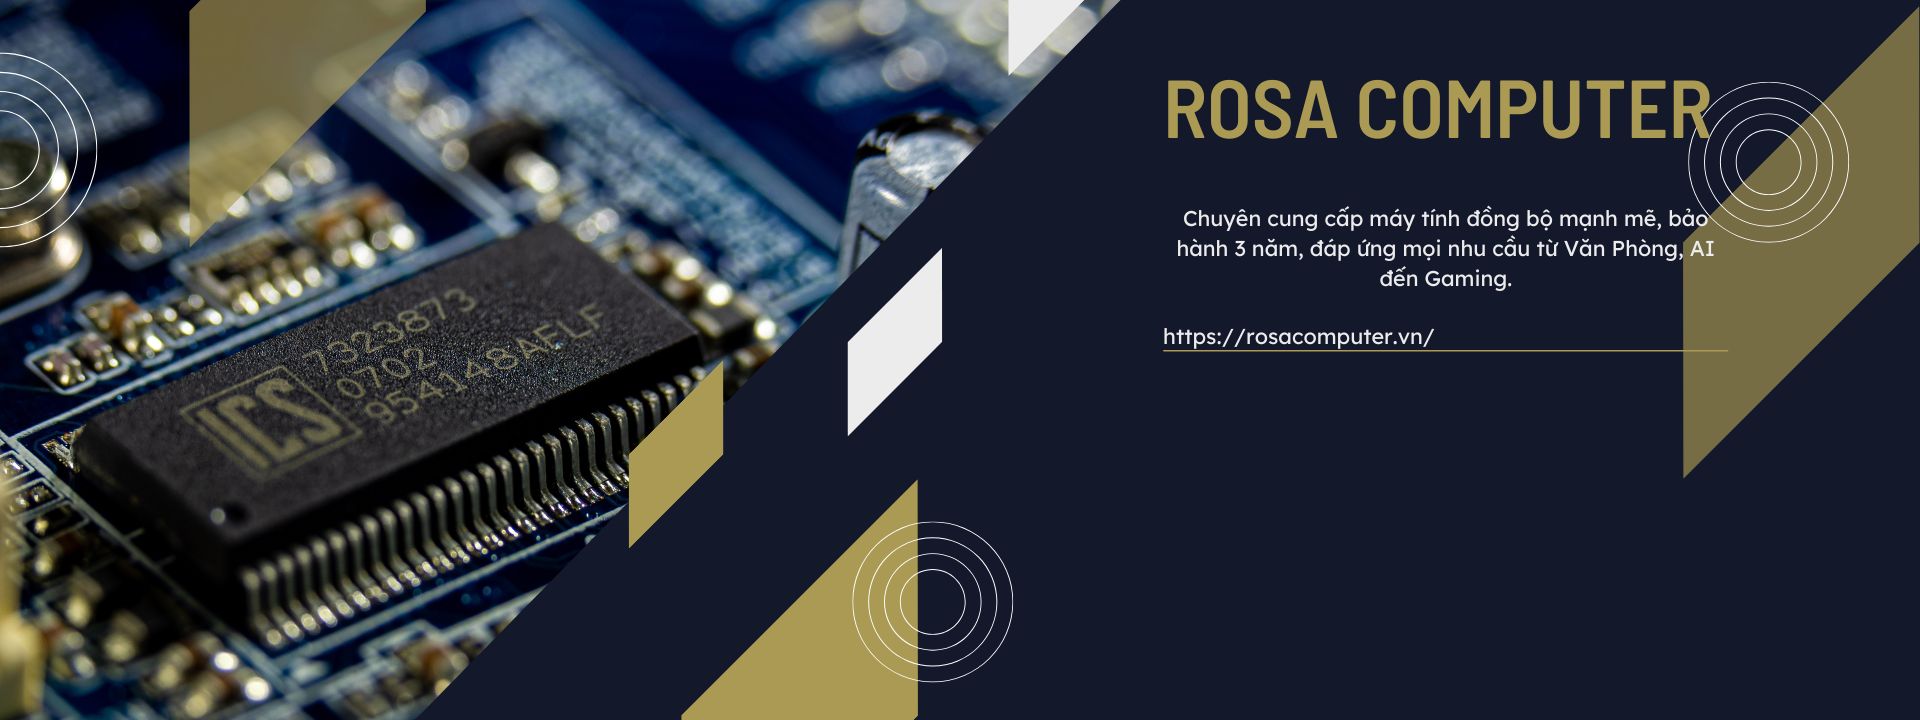 ROSA COMPUTER
Chuyên cung cấp máy tính đồng bộ mạnh mẽ, bảo
hành 3 năm, đáp ứng mọi nhu cầu từ Văn Phòng, AI
đến Gaming.
https://rosacomputer.vn/
ICS
7323873
0702
954148AELF